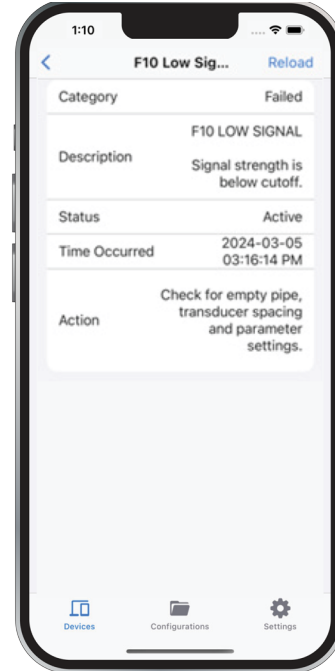 1:10
F10 Low Sig...
Reload
Category
Failed
Description
F10 LOW SIGNAL
Signal strength is
below cutoff.
Status
Active
Time Occurred
2024-03-05
03:16:14 PM
Action
Check for empty pipe,
transducer spacing
and parameter
settings.
Devices
Configurations
Settings